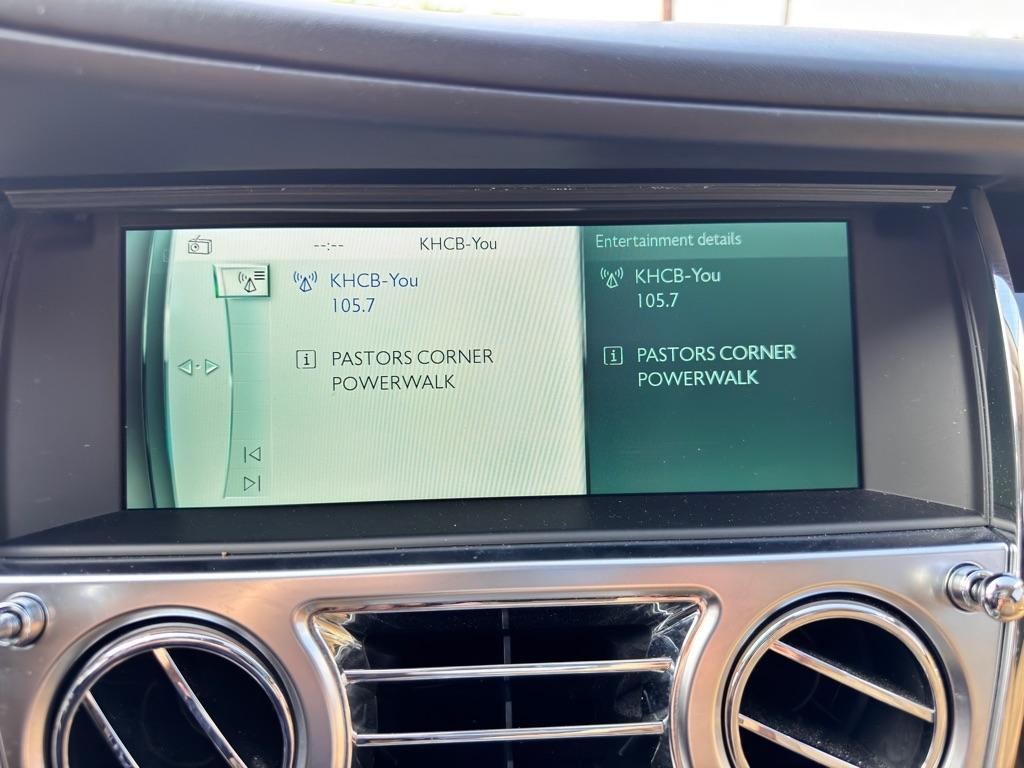 --:-- KHCB-You
KHCB-You
105.7
i PASTORS CORNER
POWERWALK
Entertainment details
KHCB-You
105.7
i PASTORS CORNER
POWERWALK